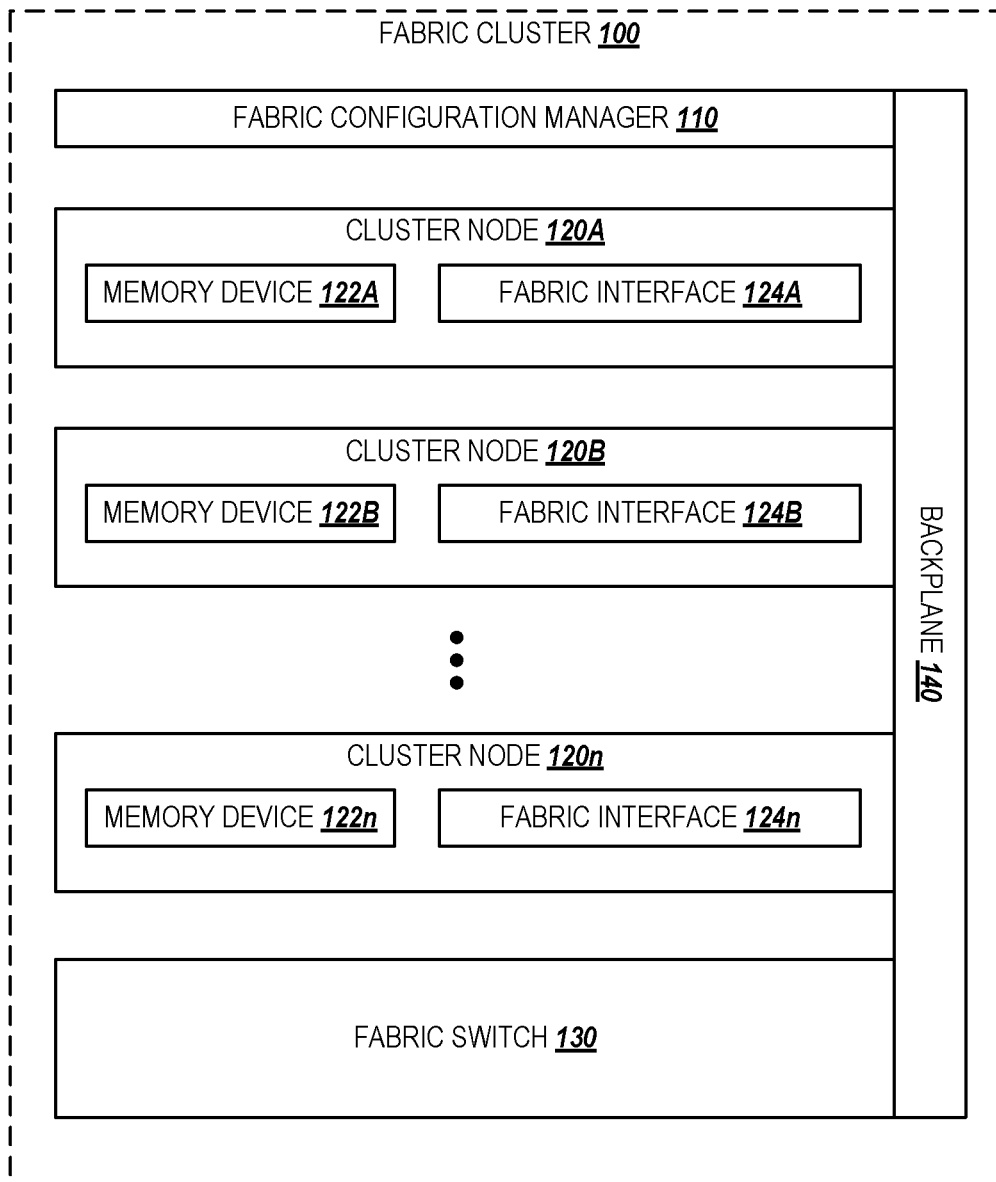 FABRIC CLUSTER 100
FABRIC CONFIGURATION MANAGER 110
CLUSTER NODE 120A
MEMORY DEVICE 122A
FABRIC INTERFACE 124A
CLUSTER NODE 120B
MEMORY DEVICE 122B
FABRIC INTERFACE 124B
BACKPLANE 140
CLUSTER NODE 120n
MEMORY DEVICE 122n
FABRIC INTERFACE 124n
FABRIC SWITCH 130